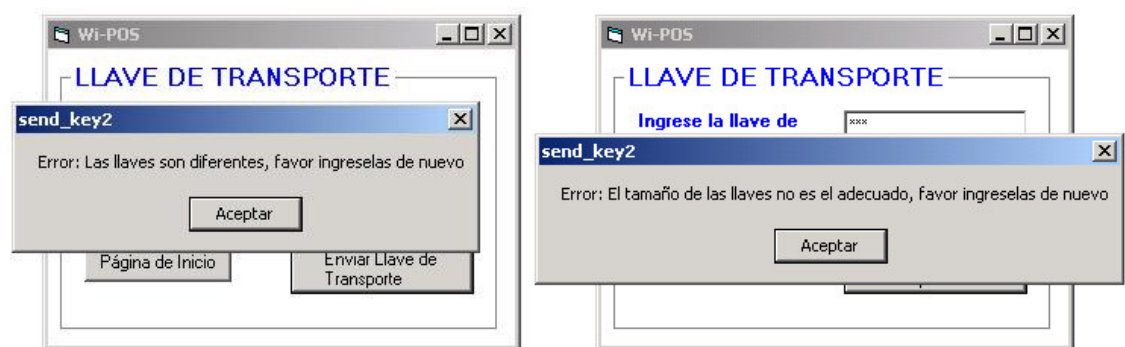 Wi-POS
LLAVE DE TRANSPORTE
send_key2
Error: Las llaves son diferentes, favor ingreselas de nuevo
Aceptar
Página de Inicio
Enviar Llave de
Transporte
Wi-POS
LLAVE DE TRANSPORTE
Ingrese la llave de
xxx
send_key2
Error: El tamaño de las llaves no es el adecuado, favor ingreselas de nuevo
Aceptar